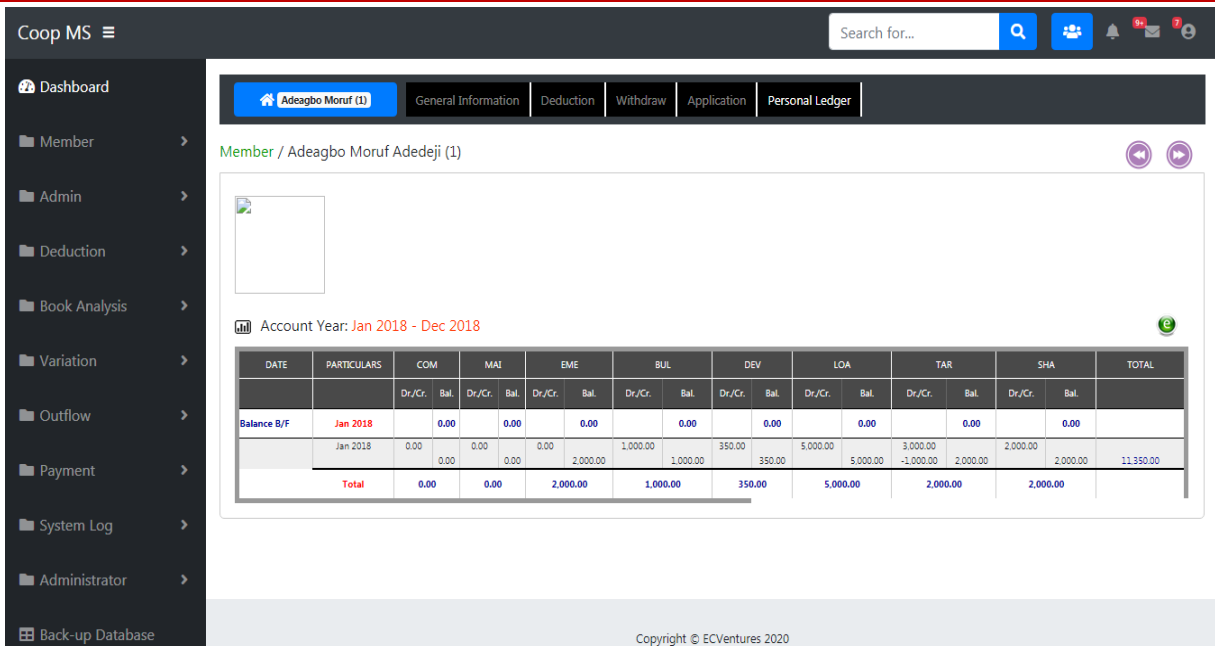 Coop MS
Search for...
9+
7
Dashboard
Member
Admin
Deduction
Book Analysis
Variation
Outflow
Payment
System Log
Administrator
Back-up Database
Adeagbo Moruf (1) General Information Deduction Withdraw Application Personal Ledger
Member / Adeagbo Moruf Adedeji (1)
Account Year: Jan 2018 - Dec 2018
e
DATE PARTICULARS COM MAI EME BUL DEV LOA TAR SHA TOTAL
Dr./Cr. Bal. Dr./Cr. Bal. Dr./Cr. Bal. Dr./Cr. Bal. Dr./Cr. Bal. Dr./Cr. Bal. Dr./Cr. Bal. Dr./Cr. Bal.
Balance B/F Jan 2018 0.00 0.00 0.00 0.00 0.00 0.00 0.00 0.00
Jan 2018 0.00 0.00 0.00 1,000.00 350.00 5,000.00 3,000.00 2,000.00
0.00 0.00 2,000.00 1,000.00 350.00 5,000.00 -1,000.00 2,000.00 2,000.00 11,350.00
Total 0.00 0.00 2,000.00 1,000.00 350.00 5,000.00 2,000.00 2,000.00
Copyright © ECVentures 2020